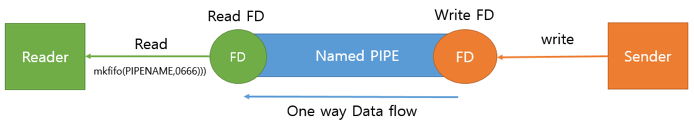 Read FD
Write FD
Reader
Read
mkfifo(PIPENAME,0666)))
FD
Named PIPE
FD
write
Sender
One way Data flow